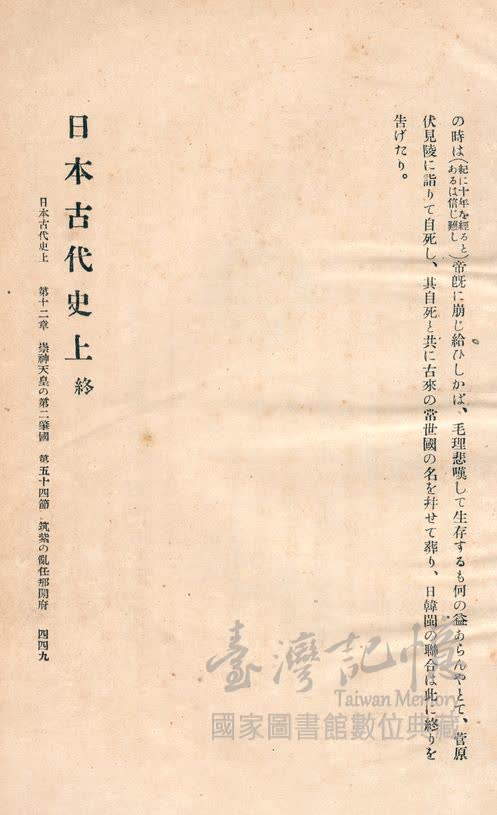 の時は（紀に十年を經ると
あるは信じ難し）帝既に崩じ給ひしかば、毛理悲嘆して生存するも何の益あらんやとて、菅原
伏見陵に詣りて自死し、其自死と共に古來の常世國の名を幷せて葬り、日韓閩の聯合は此に終りを
告げたり。
日本古代史上 終
日本古代史上 第十二章 崇神天皇の第二肇國 第五十四節 筑紫の亂任那開府 四四九
臺灣記憶
Taiwan Memory
國家圖書館數位典藏